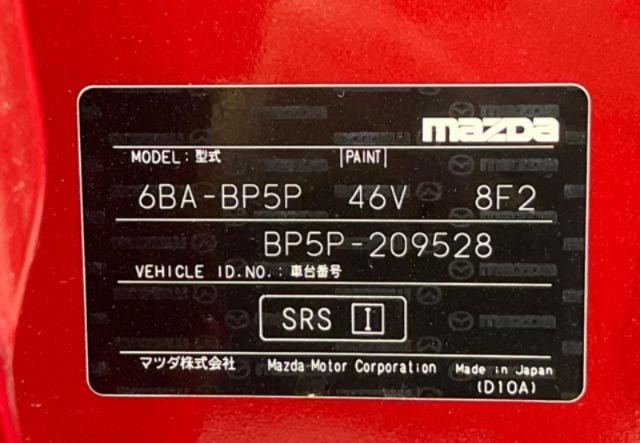 mazda
MODEL：型式 PAINT
6BA-BP5P 46V 8F2
BP5P-209528
VEHICLE ID.NO.：車台番号
SRS I
マツダ株式会社 Mazda Motor Corporation Made in Japan
(D10A)